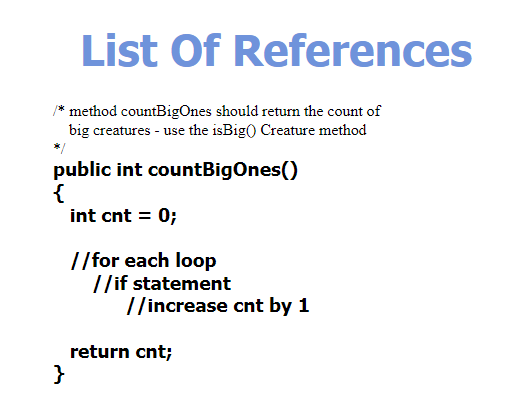 List Of References
/* method countBigOnes should return the count of
big creatures - use the isBig() Creature method
*/
public int countBigOnes()
{
int cnt = 0;
//for each loop
//if statement
//increase cnt by 1
return cnt;
}